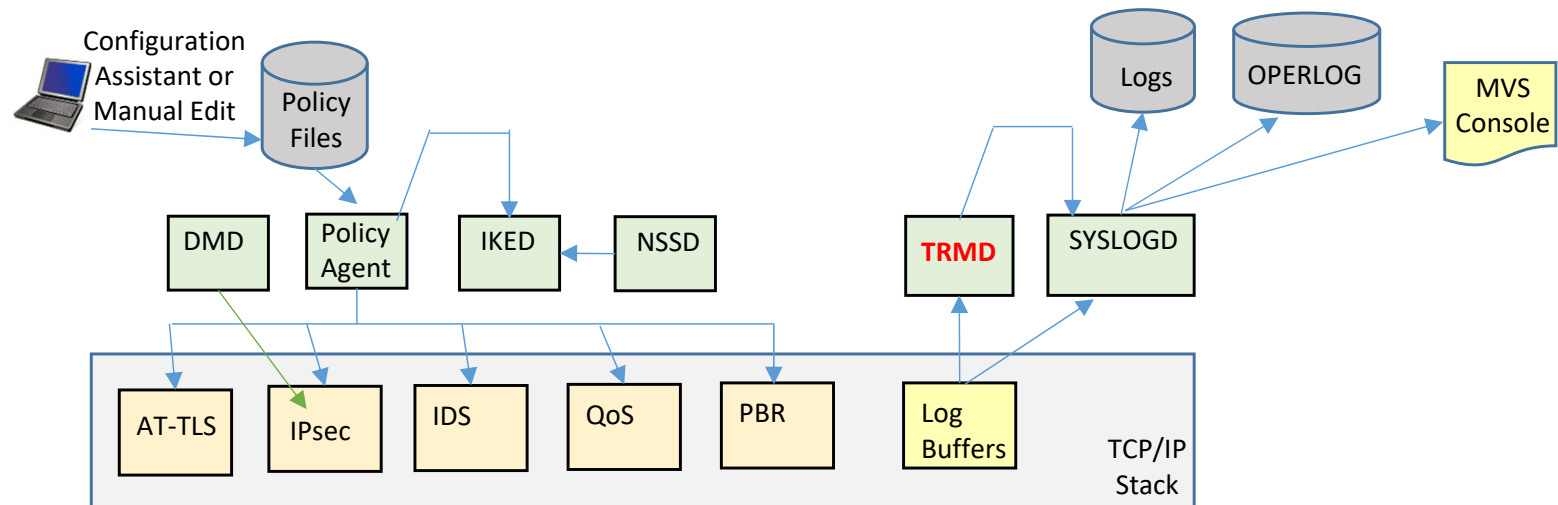 Configuration
Assistant or
Manual Edit
Policy
Files
Logs
OPERLOG
MVS
Console
DMD
Policy
Agent
IKED
NSSD
TRMD
SYSLOGD
AT-TLS
IPsec
IDS
QoS
PBR
Log
Buffers
TCP/IP
Stack